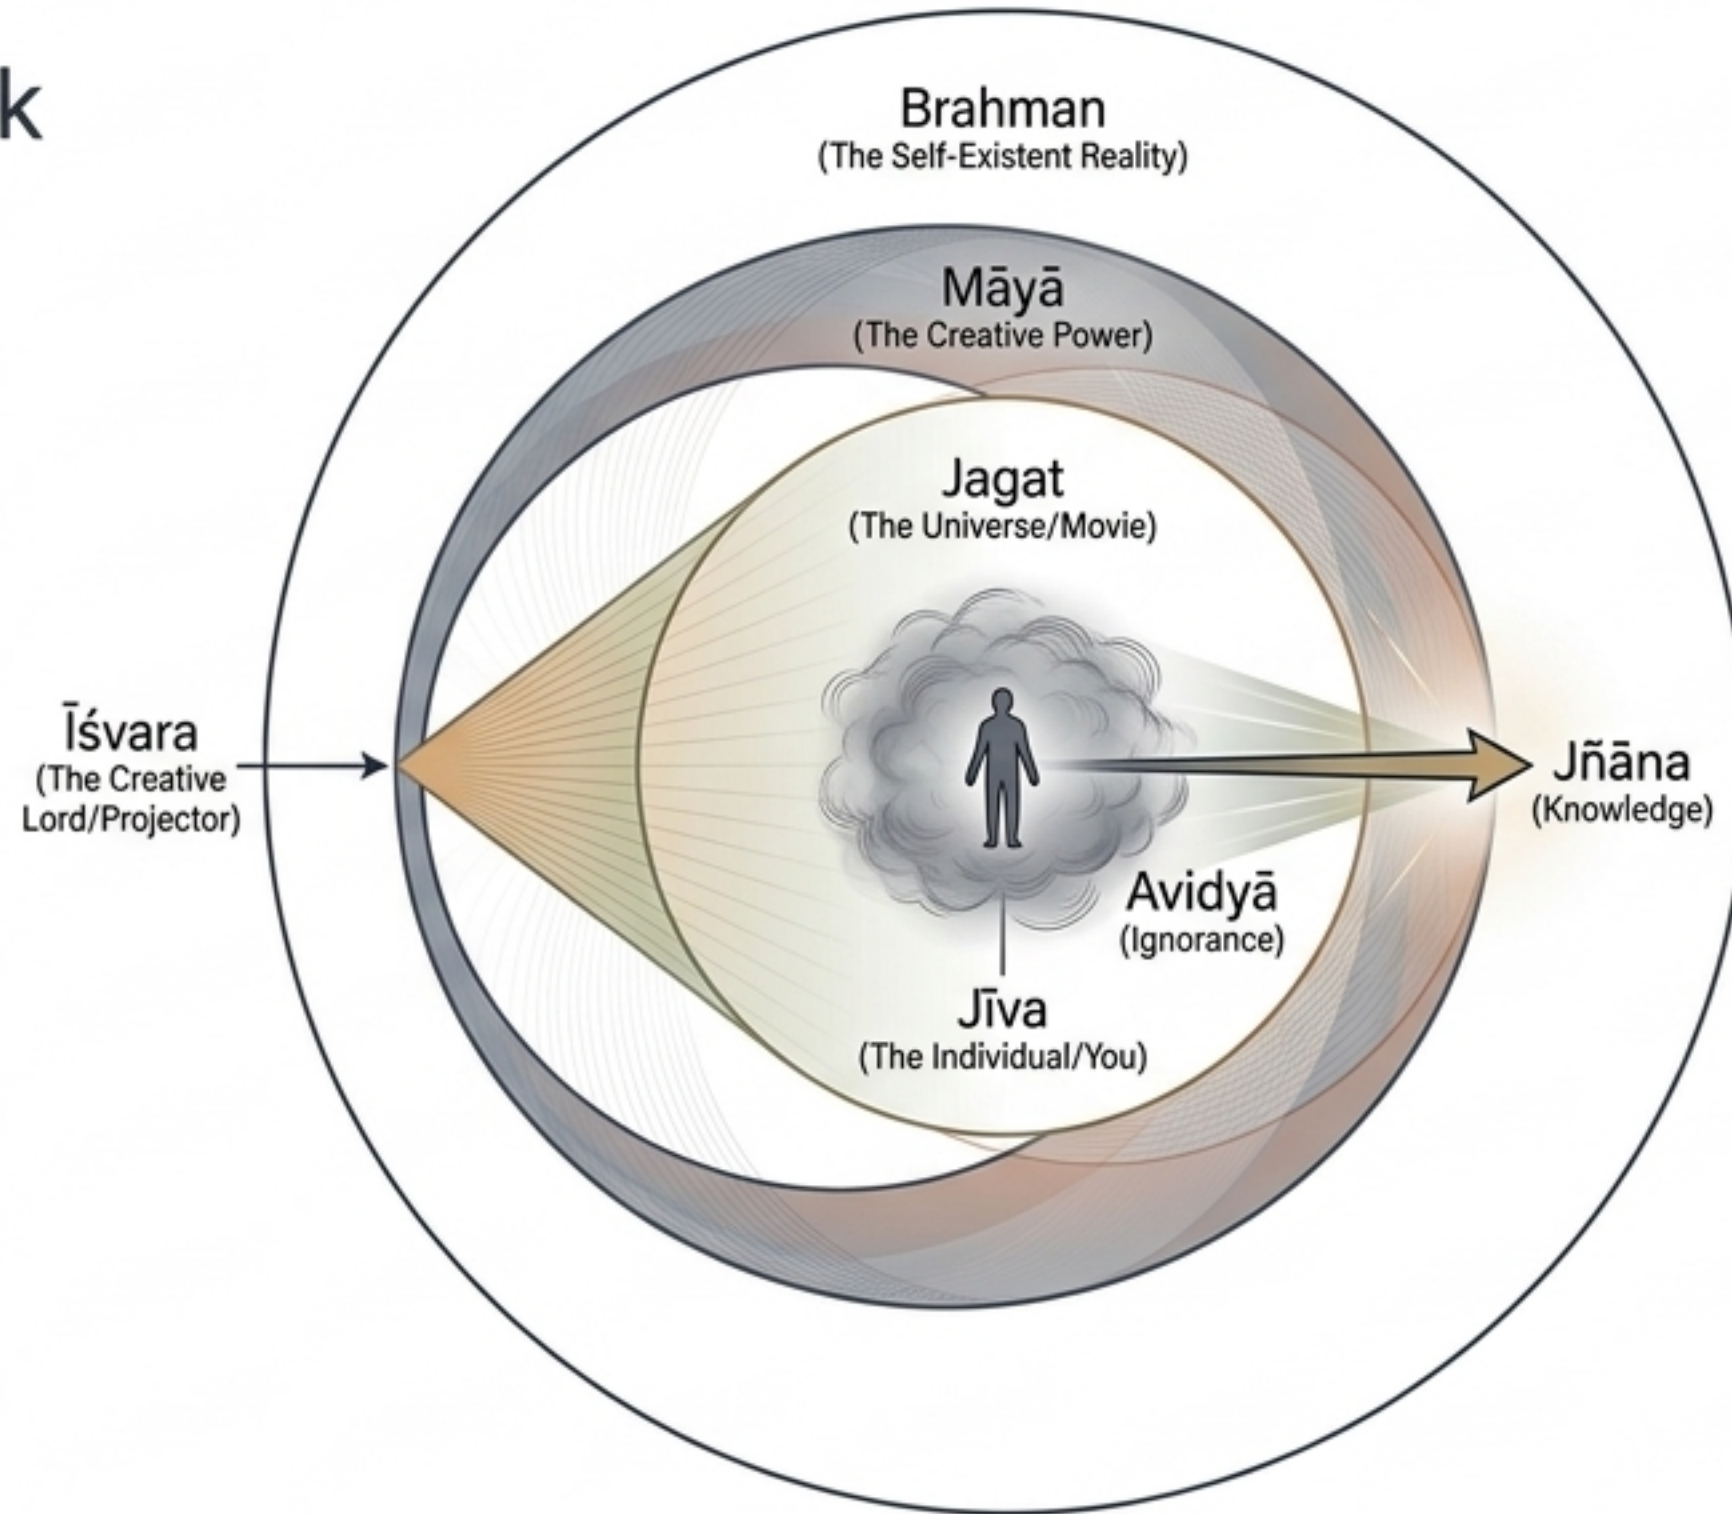 k
Brahman
(The Self-Existent Reality)
Māyā
(The Creative Power)
Jagat
(The Universe/Movie)
Īśvara
(The Creative
Lord/Projector)
Jñāna
(Knowledge)
Avidyā
(Ignorance)
Jīva
(The Individual/You)